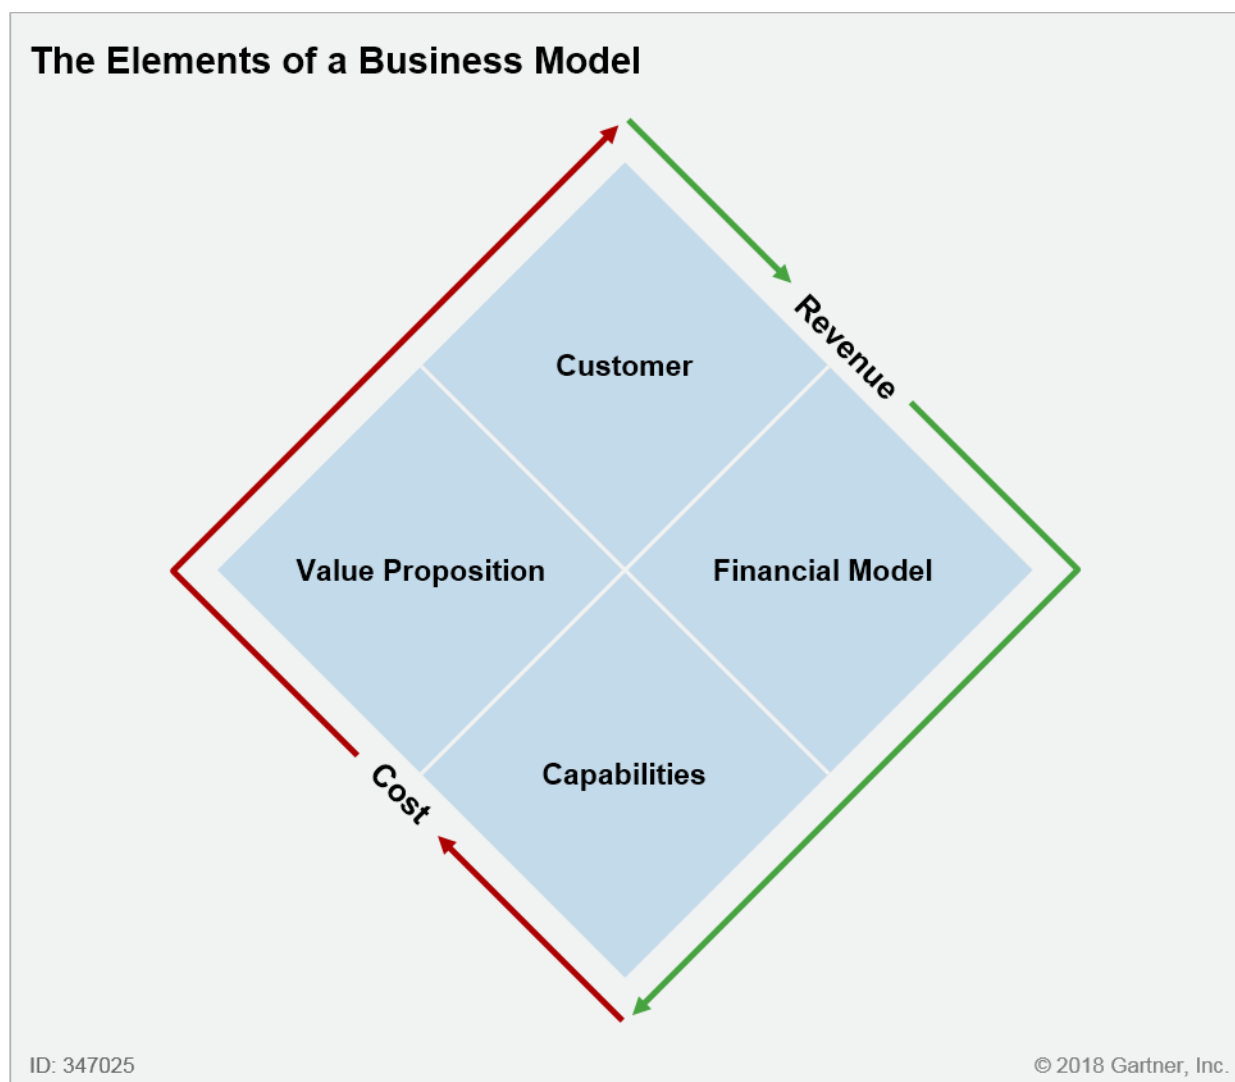 The Elements of a Business Model
Revenue
Customer
Value Proposition
Financial Model
Capabilities
Cost
ID: 347025
© 2018 Gartner, Inc.